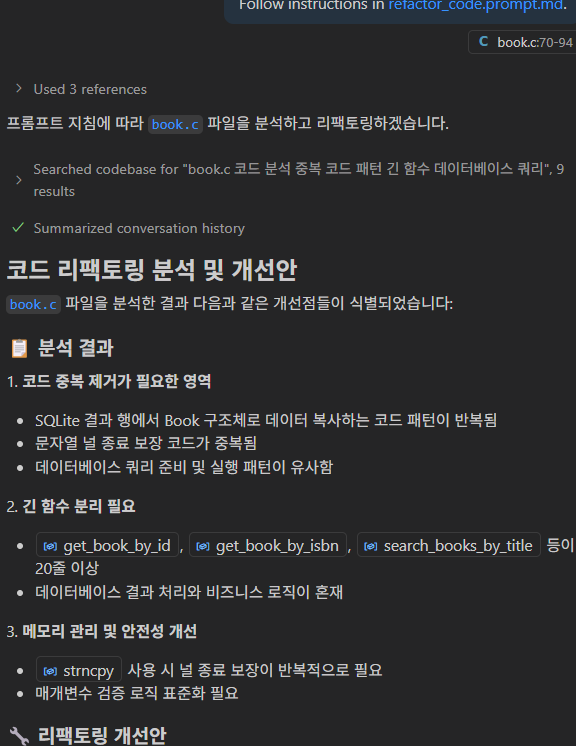 Follow instructions in refactor_code.prompt.md.
C book.c:70-94
Used 3 references
프롬프트 지침에 따라 book.c 파일을 분석하고 리팩토링하겠습니다.
Searched codebase for "book.c 코드 분석 중복 코드 패턴 긴 함수 데이터베이스 쿼리", 9
results
Summarized conversation history
코드 리팩토링 분석 및 개선안
book.c 파일을 분석한 결과 다음과 같은 개선점들이 식별되었습니다:
📋 분석 결과
1. 코드 중복 제거가 필요한 영역
• SQLite 결과 행에서 Book 구조체로 데이터 복사하는 코드 패턴이 반복됨
• 문자열 널 종료 보장 코드가 중복됨
• 데이터베이스 쿼리 준비 및 실행 패턴이 유사함
2. 긴 함수 분리 필요
• get_book_by_id, get_book_by_isbn, search_books_by_title 등이
20줄 이상
• 데이터베이스 결과 처리와 비즈니스 로직이 혼재
3. 메모리 관리 및 안전성 개선
• strncpy 사용 시 널 종료 보장이 반복적으로 필요
• 매개변수 검증 로직 표준화 필요
🔧 리팩토링 개선안